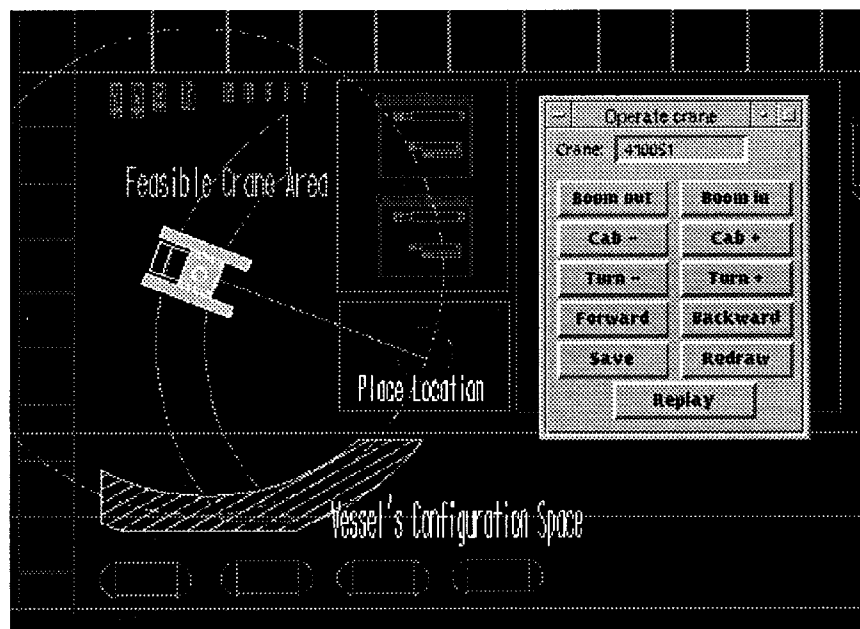 Operate crane
Crane: 410051
Feasible Crane Area
Boom out
Boom in
Cab -
Cab +
Turn -
Turn +
Forward
Backward
Save
Redraw
Place Location
Replay
Vessel's Configuration Space